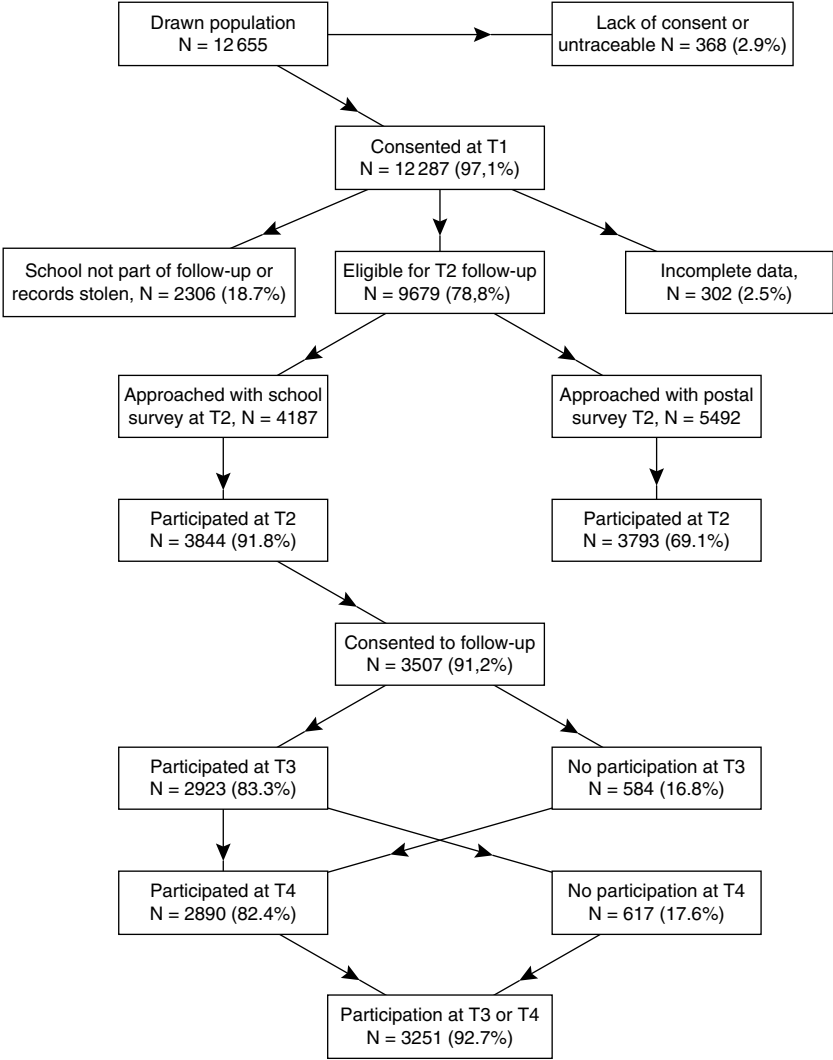 Drawn population
N = 12 655
Lack of consent or
untraceable N = 368 (2.9%)
Consented at T1
N = 12 287 (97,1%)
School not part of follow-up or
records stolen, N = 2306 (18.7%)
Eligible for T2 follow-up
N = 9679 (78,8%)
Incomplete data,
N = 302 (2.5%)
Approached with school
survey at T2, N = 4187
Approached with postal
survey T2, N = 5492
Participated at T2
N = 3844 (91.8%)
Participated at T2
N = 3793 (69.1%)
Consented to follow-up
N = 3507 (91,2%)
Participated at T3
N = 2923 (83.3%)
No participation at T3
N = 584 (16.8%)
Participated at T4
N = 2890 (82.4%)
No participation at T4
N = 617 (17.6%)
Participation at T3 or T4
N = 3251 (92.7%)